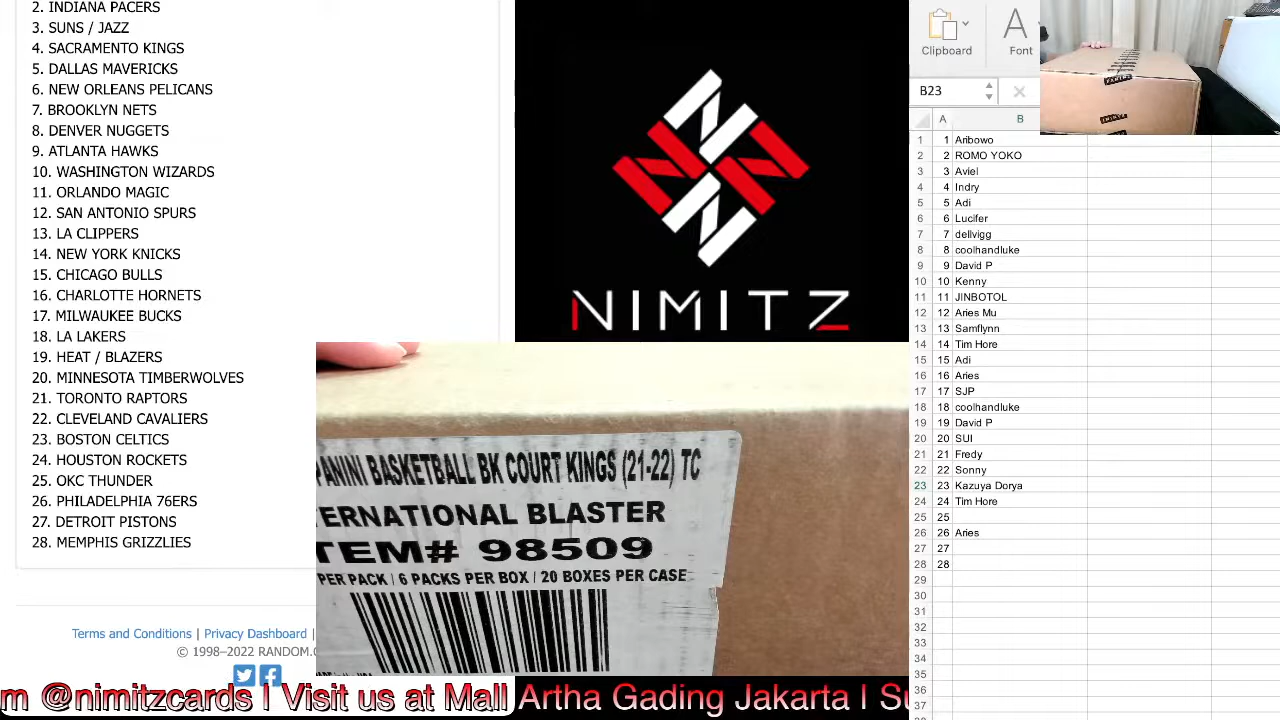 2. INDIANA PACERS
3. SUNS / JAZZ
4. SACRAMENTO KINGS
5. DALLAS MAVERICKS
6. NEW ORLEANS PELICANS
7. BROOKLYN NETS
8. DENVER NUGGETS
9. ATLANTA HAWKS
10. WASHINGTON WIZARDS
11. ORLANDO MAGIC
12. SAN ANTONIO SPURS
13. LA CLIPPERS
14. NEW YORK KNICKS
15. CHICAGO BULLS
16. CHARLOTTE HORNETS
17. MILWAUKEE BUCKS
18. LA LAKERS
19. HEAT / BLAZERS
20. MINNESOTA TIMBERWOLVES
21. TORONTO RAPTORS
22. CLEVELAND CAVALIERS
23. BOSTON CELTICS
24. HOUSTON ROCKETS
25. OKC THUNDER
26. PHILADELPHIA 76ERS
27. DETROIT PISTONS
28. MEMPHIS GRIZZLIES
Terms and Conditions | Privacy Dashboard |
© 1998–2022 RANDOM.
NIMITZ
PANINI BASKETBALL BK COURT KINGS (21-22) TC
ERNATIONAL BLASTER
TEM# 98509
PER PACK / 6 PACKS PER BOX / 20 BOXES PER CASE
Clipboard
Font
B23
A B
1 1 Aribowo
2 2 ROMO YOKO
3 3 Aviel
4 4 Indry
5 5 Adi
6 6 Lucifer
7 7 dellvigg
8 8 coolhandluke
9 9 David P
10 10 Kenny
11 11 JINBOTOL
12 12 Aries Mu
13 13 Samflynn
14 14 Tim Hore
15 15 Adi
16 16 Aries
17 17 SJP
18 18 coolhandluke
19 19 David P
20 20 SUI
21 21 Fredy
22 22 Sonny
23 23 Kazuya Dorya
24 24 Tim Hore
25 25
26 26 Aries
27 27
28 28
29
30
31
32
33
34
35
36
37
PANINI
m @nimitzcards I Visit us at Mall Artha Gading Jakarta I Su